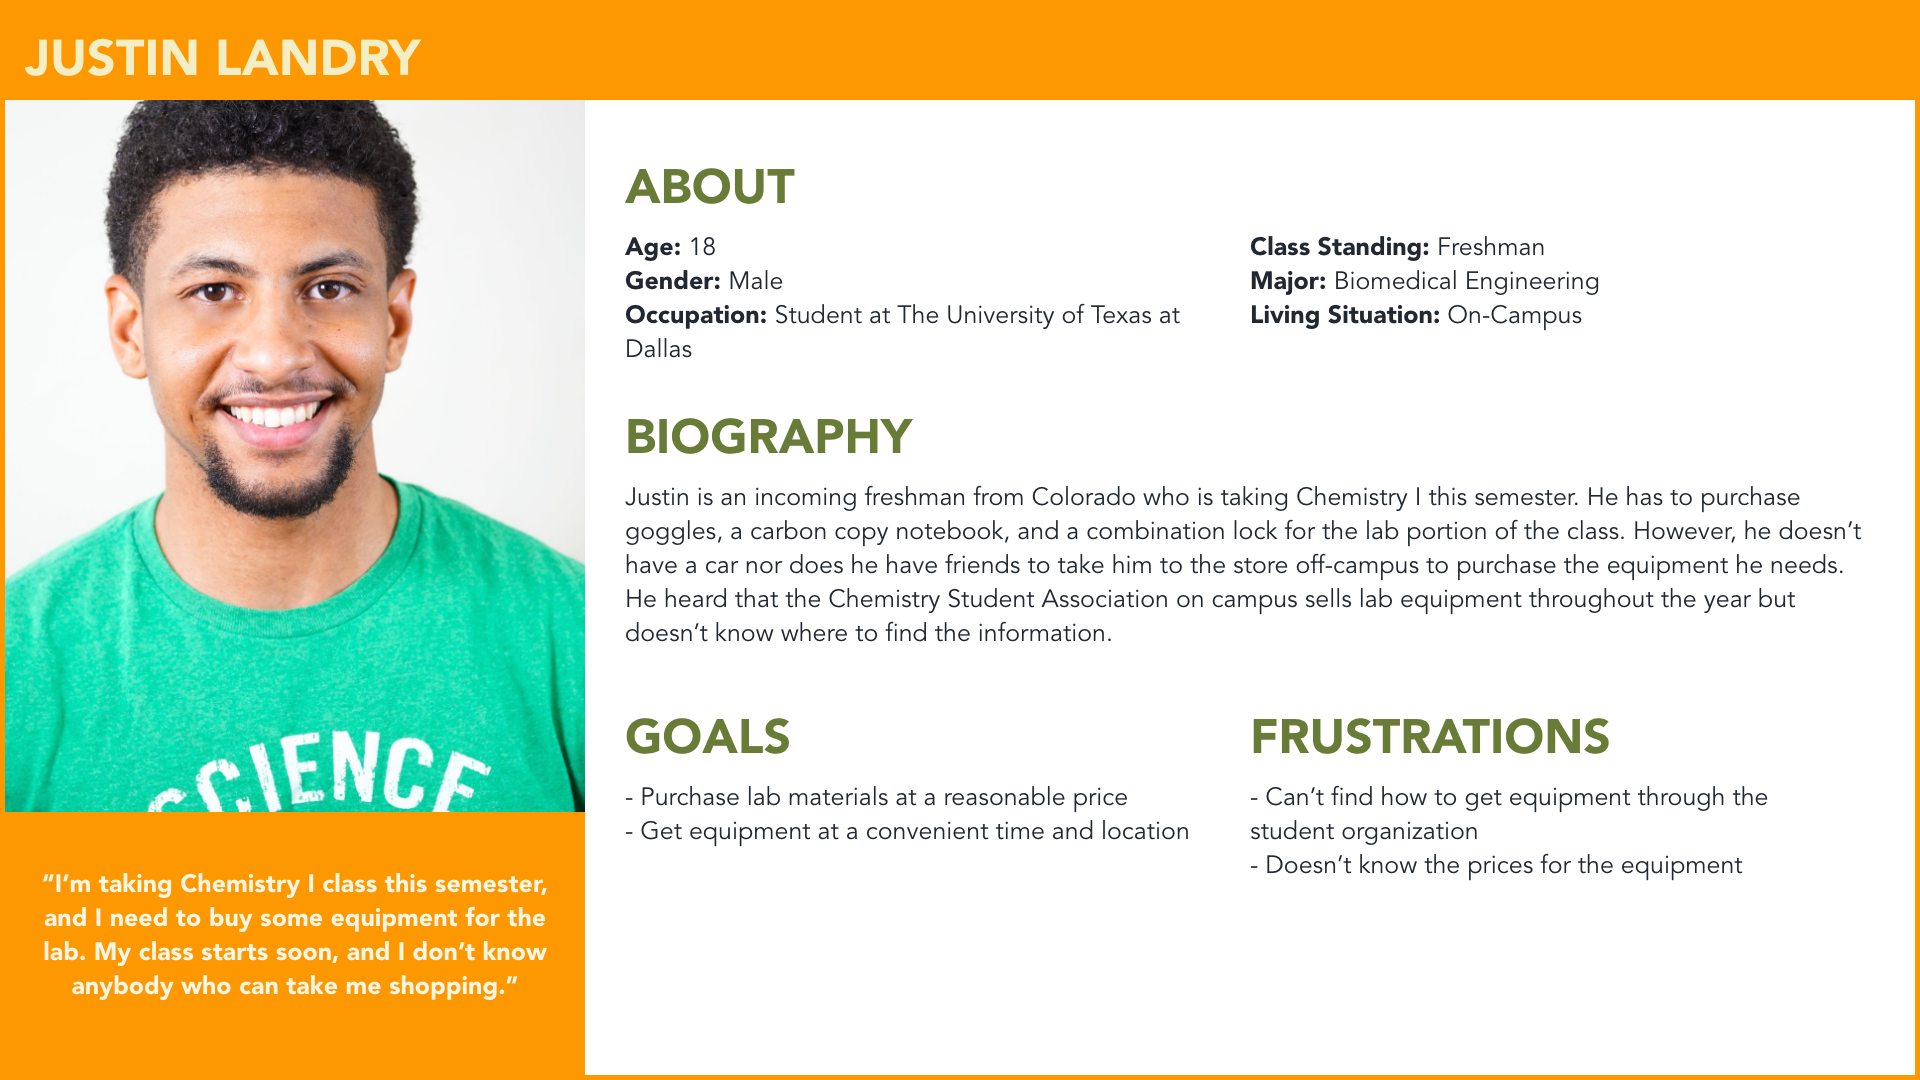 JUSTIN LANDRY
SCIENCE
“I’m taking Chemistry I class this semester,
and I need to buy some equipment for the
lab. My class starts soon, and I don’t know
anybody who can take me shopping.”
ABOUT
Age: 18
Gender: Male
Occupation: Student at The University of Texas at
Dallas
Class Standing: Freshman
Major: Biomedical Engineering
Living Situation: On-Campus
BIOGRAPHY
Justin is an incoming freshman from Colorado who is taking Chemistry I this semester. He has to purchase
goggles, a carbon copy notebook, and a combination lock for the lab portion of the class. However, he doesn’t
have a car nor does he have friends to take him to the store off-campus to purchase the equipment he needs.
He heard that the Chemistry Student Association on campus sells lab equipment throughout the year but
doesn’t know where to find the information.
GOALS
- Purchase lab materials at a reasonable price
- Get equipment at a convenient time and location
FRUSTRATIONS
- Can’t find how to get equipment through the
student organization
- Doesn’t know the prices for the equipment